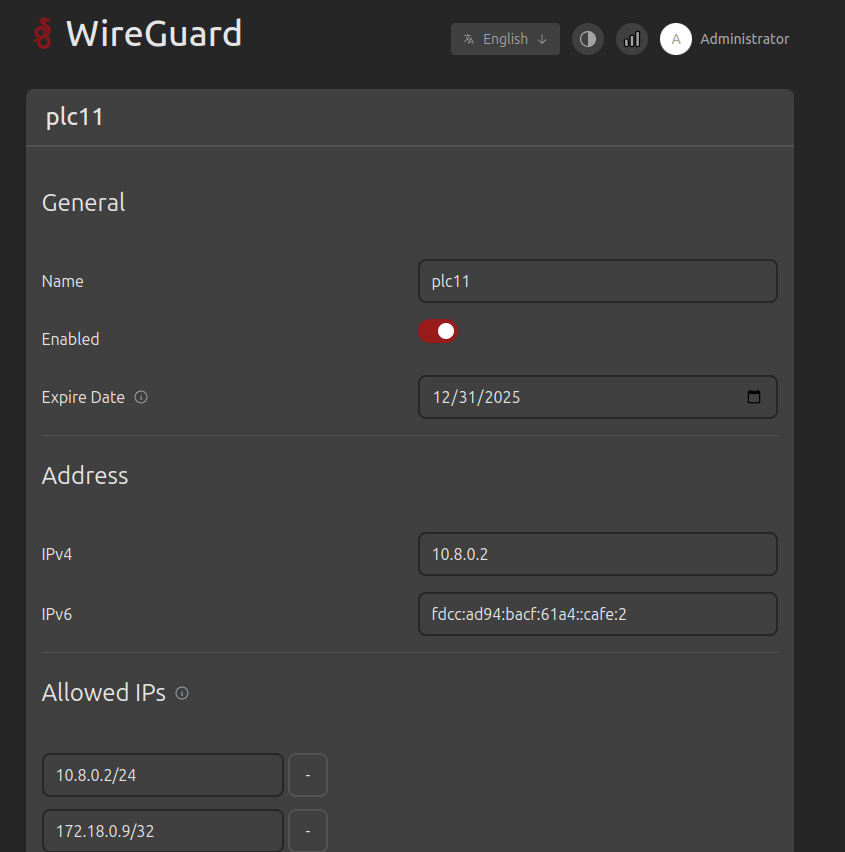 WireGuard
English
A
Administrator
plc11
General
Name
plc11
Enabled
Expire Date
12/31/2025
Address
IPv4
10.8.0.2
IPv6
fdcc:ad94:bacf:61a4::cafe:2
Allowed IPs
10.8.0.2/24
-
172.18.0.9/32
-